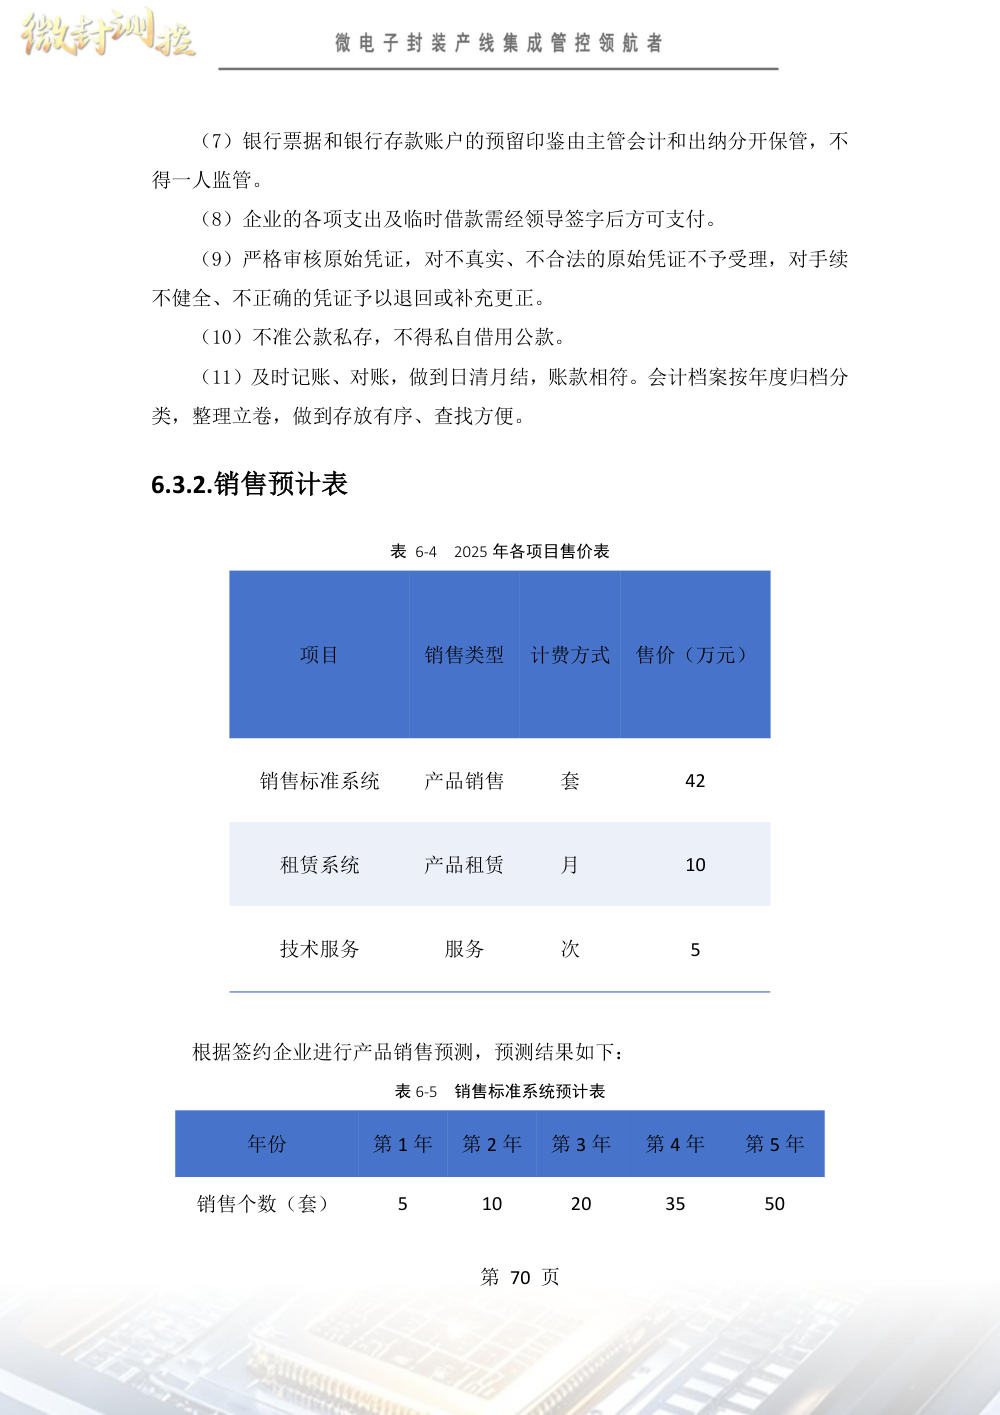 微封测控
微电子封装产线集成管控领航者
（7）银行票据和银行存款账户的预留印鉴由主管会计和出纳分开保管，不
得一人监管。
（8）企业的各项支出及临时借款需经领导签字后方可支付。
（9）严格审核原始凭证，对不真实、不合法的原始凭证不予受理，对手续
不健全、不正确的凭证予以退回或补充更正。
（10）不准公款私存，不得私自借用公款。
（11）及时记账、对账，做到日清月结，账款相符。会计档案按年度归档分
类，整理立卷，做到存放有序、查找方便。
6.3.2.销售预计表
表 6-4 2025 年各项目售价表
项目 销售类型 计费方式 售价（万元）
销售标准系统 产品销售 套 42
租赁系统 产品租赁 月 10
技术服务 服务 次 5
根据签约企业进行产品销售预测，预测结果如下：
表 6-5 销售标准系统预计表
年份 第 1 年 第 2 年 第 3 年 第 4 年 第 5 年
销售个数（套） 5 10 20 35 50
第 70 页